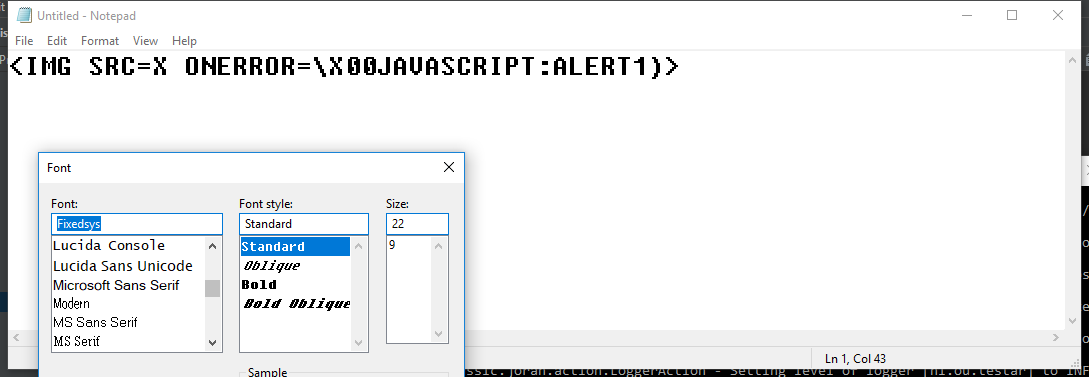 Untitled - Notepad
File Edit Format View Help
<IMG SRC=X ONERROR=\X00JAVASCRIPT:ALERT1)>
Font
Font: Font style: Size:
Fixedsys Standard 22
Lucida Console Standard 9
Lucida Sans Unicode Oblique
Microsoft Sans Serif Bold
Modern Bold Oblique
MS Sans Serif
MS Serif
Ln 1, Col 43
Sample
ssic.joran.action.LoggerAction - Setting level of logger [nl.ou.testar] to INF